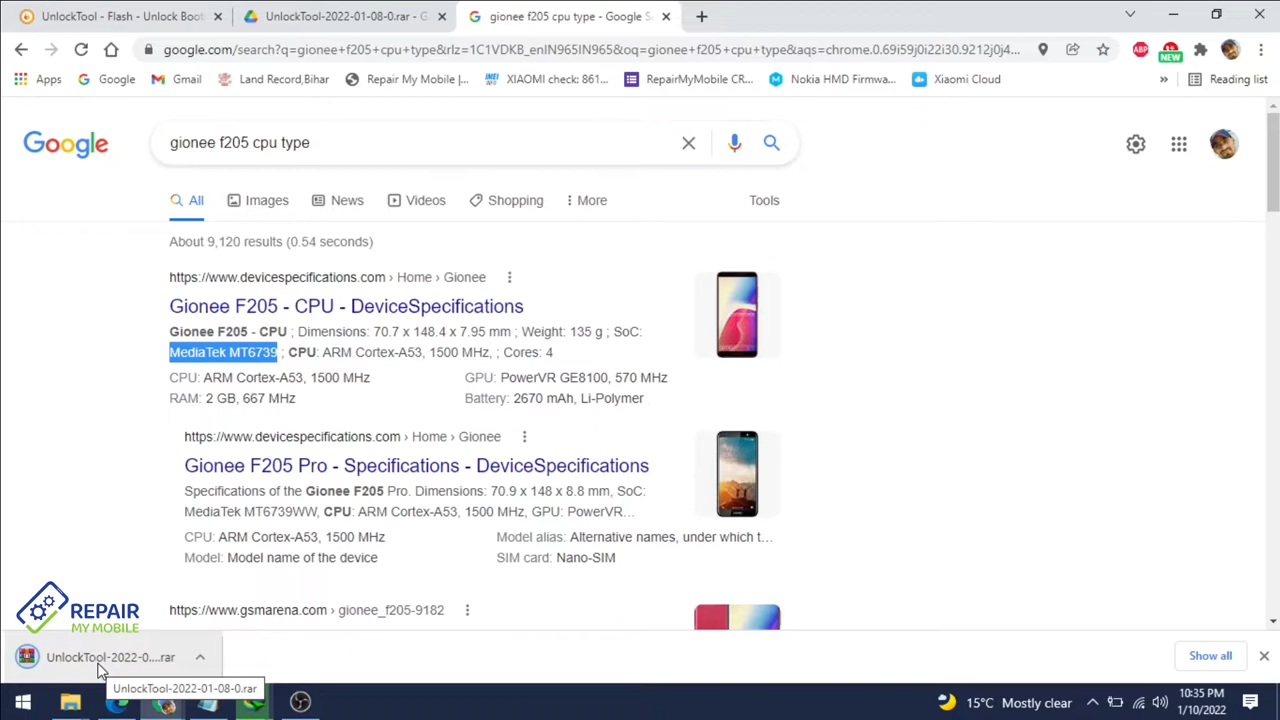 UnlockTool - Flash - Unlock Boot
UnlockTool-2022-01-08-0.rar - G
gionee f205 cpu type - Google S
google.com/search?q=gionee+f205+cpu+type&rlz=1C1VDKB_enIN965IN965&oq=gionee+f205+cpu+type&aqs=chrome.0.69i59j0i22i30.9212j0j4...
ABP
NEW
Apps
Google
Gmail
Land Record,Bihar
Repair My Mobile |...
IMEI
XIAOMI check: 861...
RepairMyMobile CR...
Nokia HMD Firmwa...
Xiaomi Cloud
»
Reading list
Google
gionee f205 cpu type
All
Images
News
Videos
Shopping
More
Tools
About 9,120 results (0.54 seconds)
https://www.devicespecifications.com › Home › Gionee
Gionee F205 - CPU - DeviceSpecifications
Gionee F205 - CPU ; Dimensions: 70.7 x 148.4 x 7.95 mm ; Weight: 135 g ; SoC:
MediaTek MT6739 ; CPU: ARM Cortex-A53, 1500 MHz, ; Cores: 4
CPU: ARM Cortex-A53, 1500 MHz
GPU: PowerVR GE8100, 570 MHz
RAM: 2 GB, 667 MHz
Battery: 2670 mAh, Li-Polymer
https://www.devicespecifications.com › Home › Gionee
Gionee F205 Pro - Specifications - DeviceSpecifications
Specifications of the Gionee F205 Pro. Dimensions: 70.9 x 148 x 8.8 mm, SoC:
MediaTek MT6739WW, CPU: ARM Cortex-A53, 1500 MHz, GPU: PowerVR...
CPU: ARM Cortex-A53, 1500 MHz
Model alias: Alternative names, under which t...
Model: Model name of the device
SIM card: Nano-SIM
https://www.gsmarena.com › gionee_f205-9182
REPAIR
MY MOBILE
UnlockTool-2022-0....rar
Show all
UnlockTool-2022-01-08-0.rar
15°C Mostly clear
10:35 PM
1/10/2022